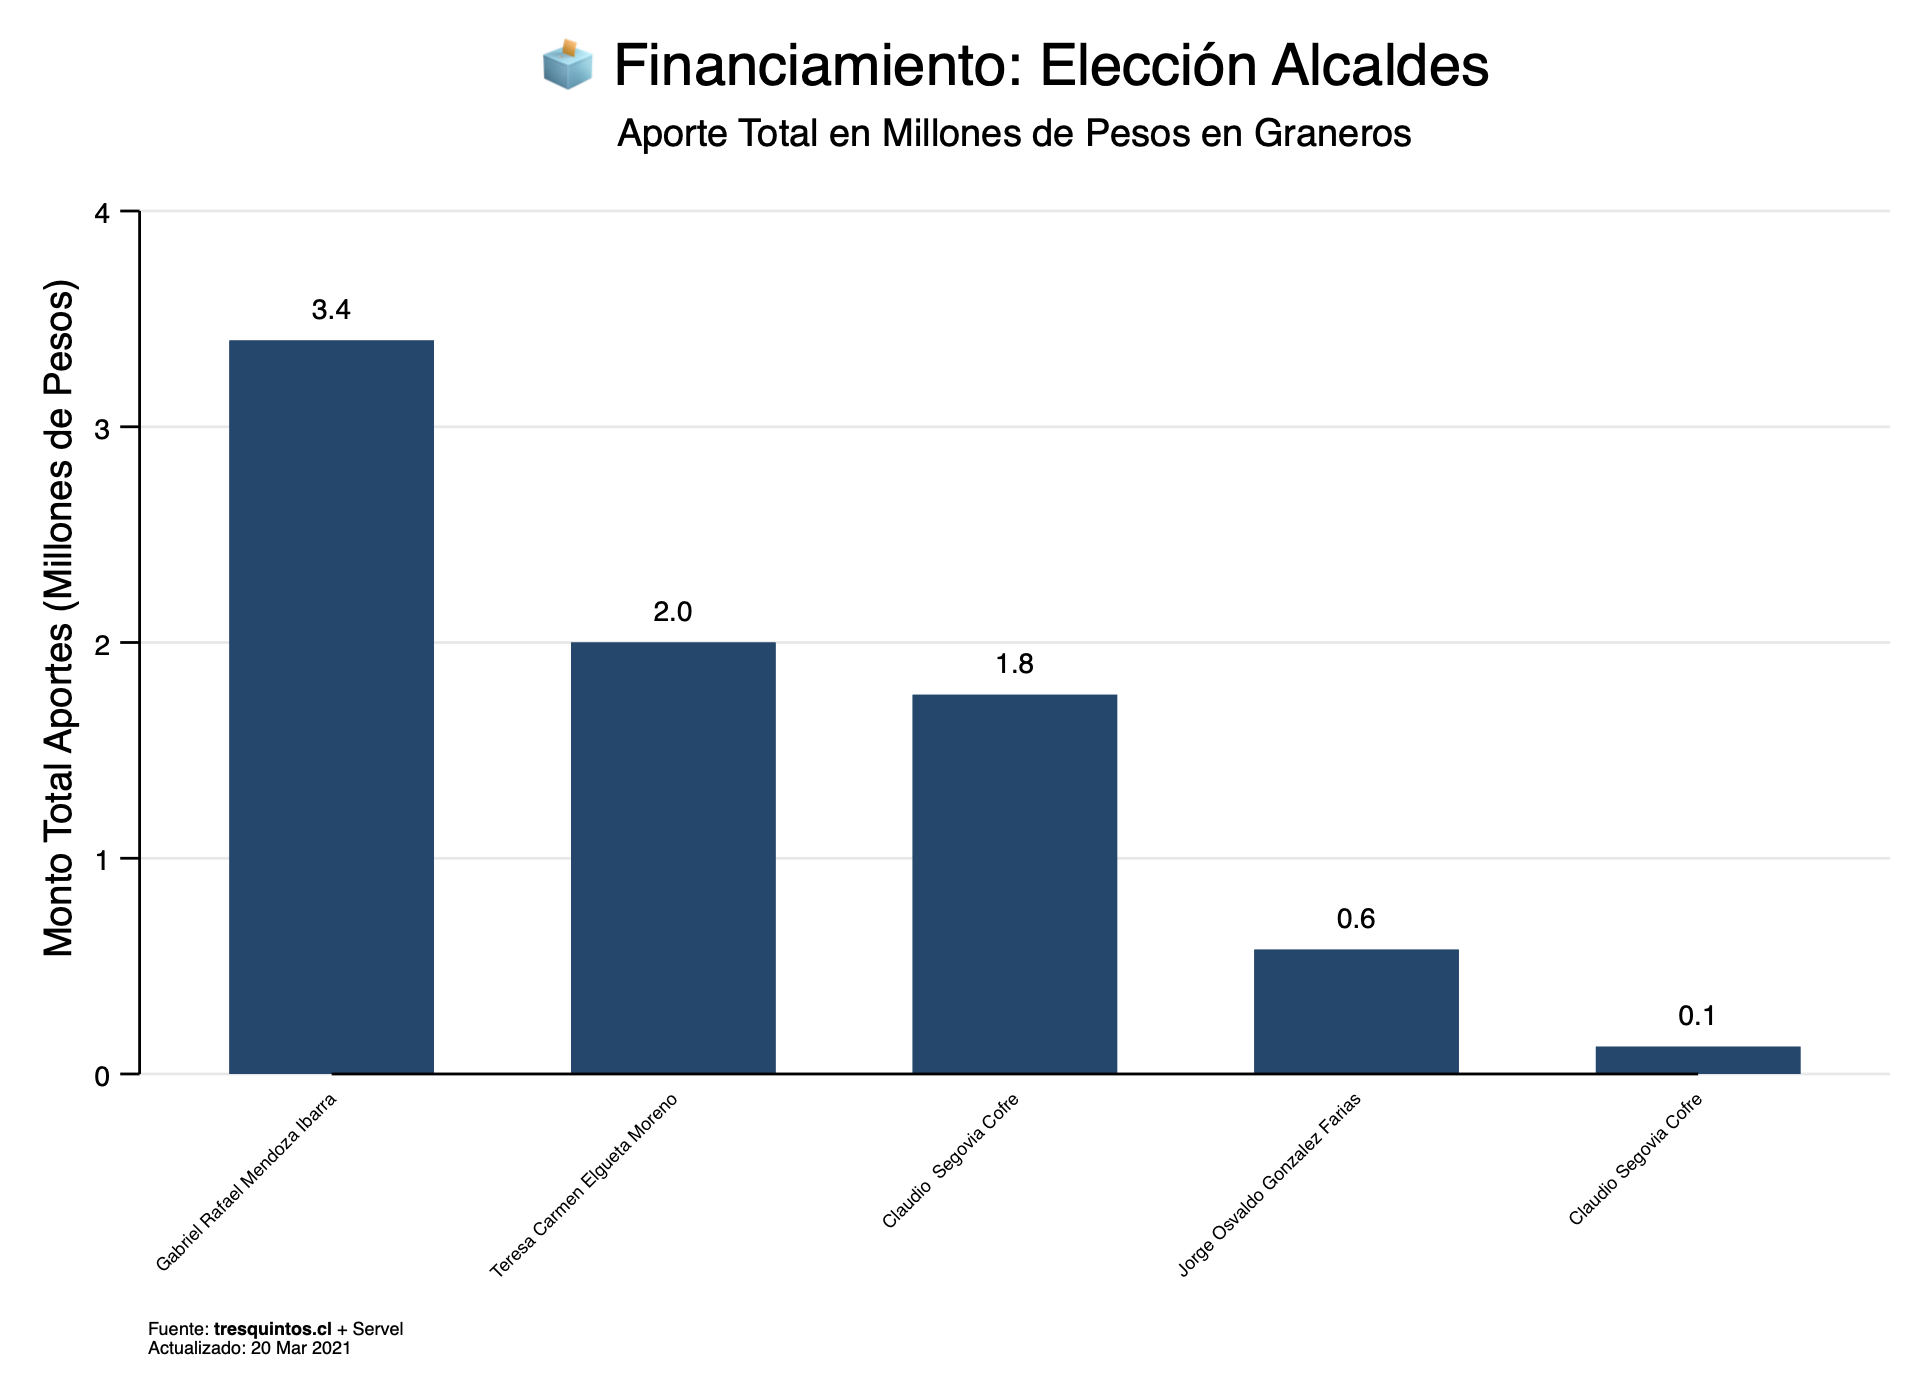 🗳️ Financiamiento: Elección Alcaldes
Aporte Total en Millones de Pesos en Graneros
Monto Total Aportes (Millones de Pesos)
4
3
2
1
0
3.4
2.0
1.8
0.6
0.1
Gabriel Rafael Mendoza Ibarra
Teresa Carmen Elgueta Moreno
Claudio  Segovia Cofre
Jorge Osvaldo Gonzalez Farias
Claudio Segovia Cofre
Fuente: tresquintos.cl + Servel
Actualizado: 20 Mar 2021